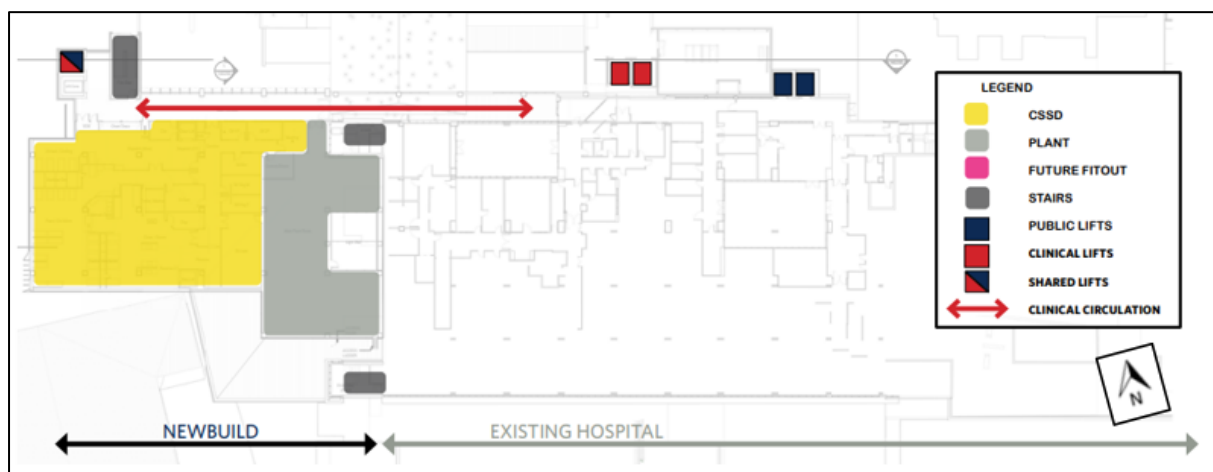 LEGEND
CSSD
PLANT
FUTURE FITOUT
STAIRS
PUBLIC LIFTS
CLINICAL LIFTS
SHARED LIFTS
CLINICAL CIRCULATION
N
NEWBUILD
EXISTING HOSPITAL